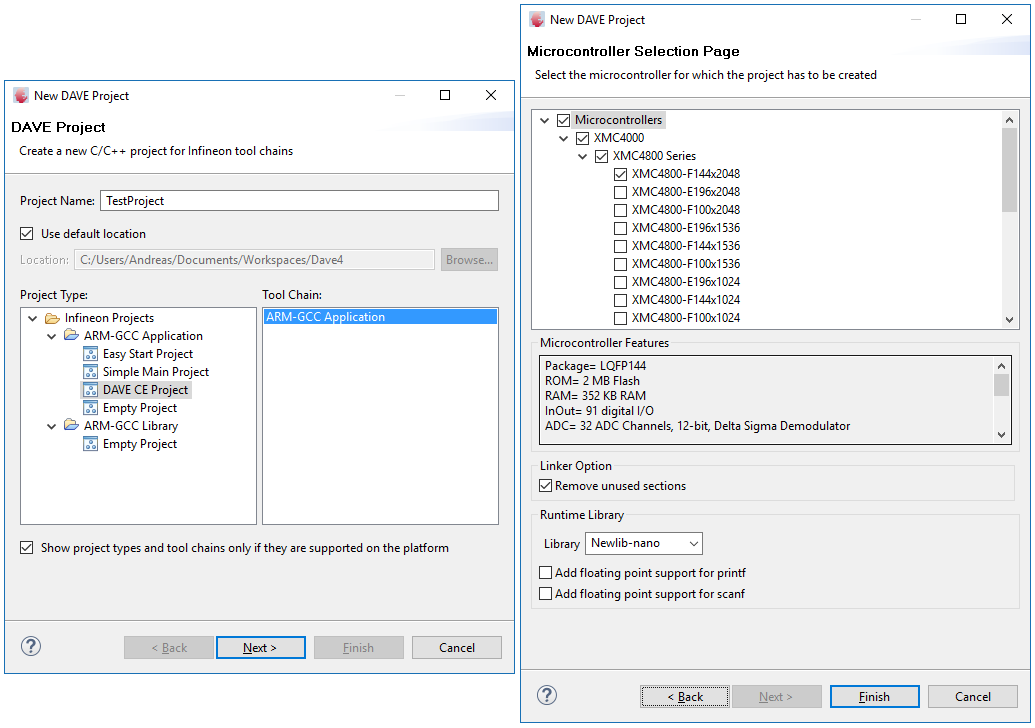 New DAVE Project
DAVE Project
Create a new C/C++ project for Infineon tool chains
Project Name: TestProject
Use default location
Location: C:/Users/Andreas/Documents/Workspaces/Dave4 Browse...
Project Type:
Infineon Projects
ARM-GCC Application
Easy Start Project
Simple Main Project
DAVE CE Project
Empty Project
ARM-GCC Library
Empty Project
Tool Chain:
ARM-GCC Application
Show project types and tool chains only if they are supported on the platform
? < Back Next > Finish Cancel
New DAVE Project
Microcontroller Selection Page
Select the microcontroller for which the project has to be created
Microcontrollers
XMC4000
XMC4800 Series
XMC4800-F144x2048
XMC4800-E196x2048
XMC4800-F100x2048
XMC4800-E196x1536
XMC4800-F144x1536
XMC4800-F100x1536
XMC4800-E196x1024
XMC4800-F144x1024
XMC4800-F100x1024
Microcontroller Features
Package= LQFP144
ROM= 2 MB Flash
RAM= 352 KB RAM
InOut= 91 digital I/O
ADC= 32 ADC Channels, 12-bit, Delta Sigma Demodulator
Linker Option
Remove unused sections
Runtime Library
Library Newlib-nano
Add floating point support for printf
Add floating point support for scanf
? < Back Next > Finish Cancel